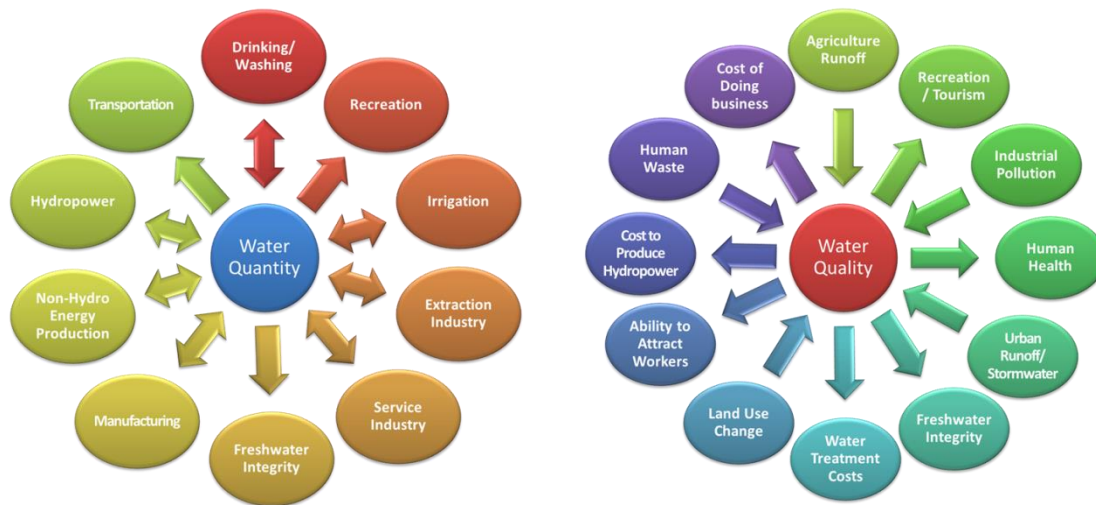 Drinking/
Washing
Recreation
Irrigation
Extraction
Industry
Service
Industry
Freshwater
Integrity
Manufacturing
Non-Hydro
Energy
Production
Hydropower
Transportation
Water
Quantity
Agriculture
Runoff
Recreation
/ Tourism
Industrial
Pollution
Human
Health
Urban
Runoff/
Stormwater
Freshwater
Integrity
Water
Treatment
Costs
Land Use
Change
Ability to
Attract
Workers
Cost to
Produce
Hydropower
Human
Waste
Cost of
Doing
business
Water
Quality